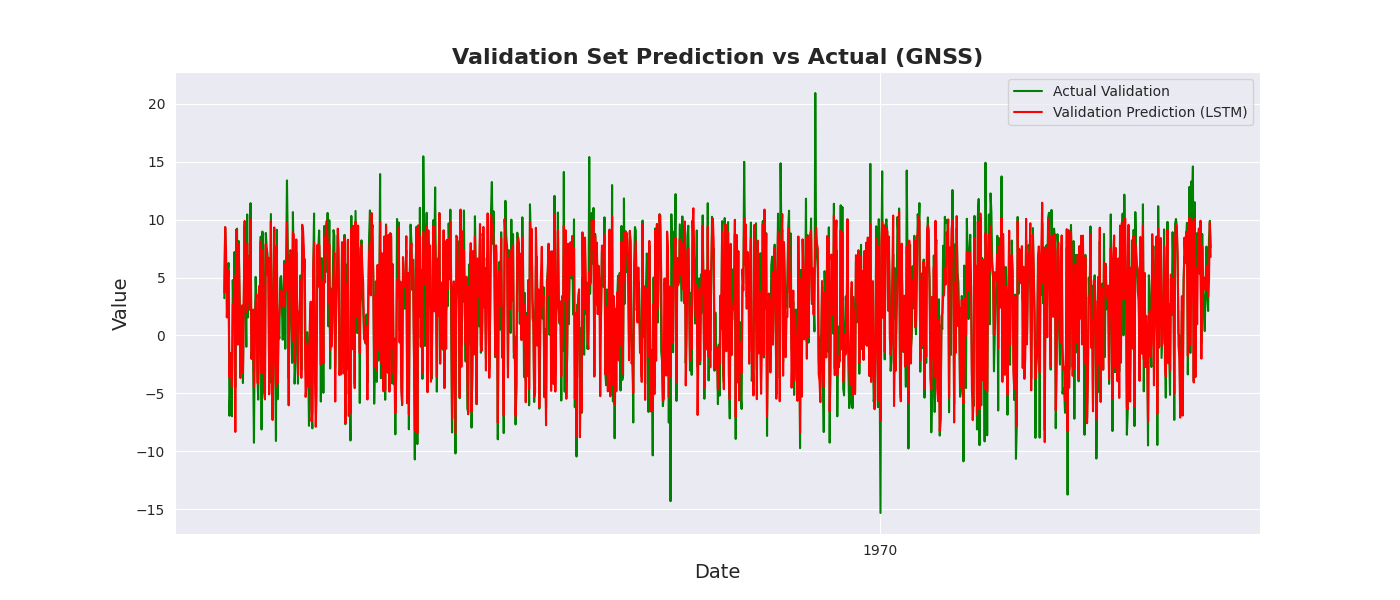 Validation Set Prediction vs Actual (GNSS)
Actual Validation
Validation Prediction (LSTM)
Value
20
15
10
5
0
−5
−10
−15
1970
Date